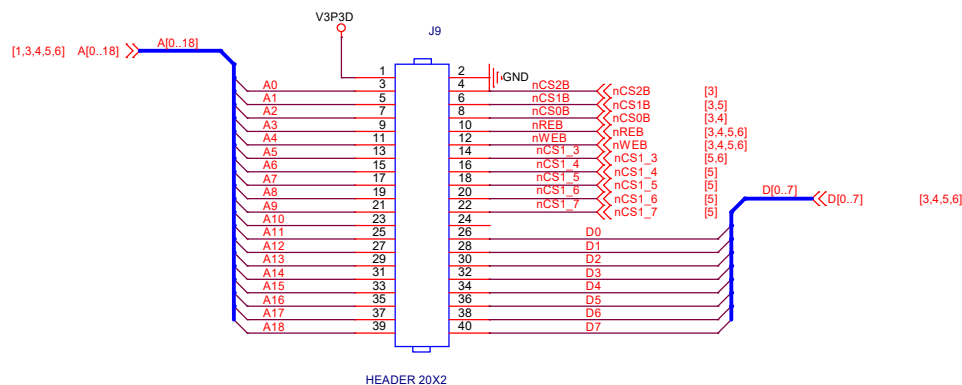 V3P3D
J9
[1,3,4,5,6] A[0..18] A[0..18]
1 2 GND
A0 3 4 nCS2B nCS2B [3]
A1 5 6 nCS1B nCS1B [3,5]
A2 7 8 nCS0B nCS0B [3,4]
A3 9 10 nREB nREB [3,4,5,6]
A4 11 12 nWEB nWEB [3,4,5,6]
A5 13 14 nCS1_3 nCS1_3 [5,6]
A6 15 16 nCS1_4 nCS1_4 [5]
A7 17 18 nCS1_5 nCS1_5 [5]
A8 19 20 nCS1_6 nCS1_6 [5]
A9 21 22 nCS1_7 nCS1_7 [5]
D[0..7] D[0..7] [3,4,5,6]
A10 23 24
A11 25 26 D0
A12 27 28 D1
A13 29 30 D2
A14 31 32 D3
A15 33 34 D4
A16 35 36 D5
A17 37 38 D6
A18 39 40 D7
HEADER 20X2